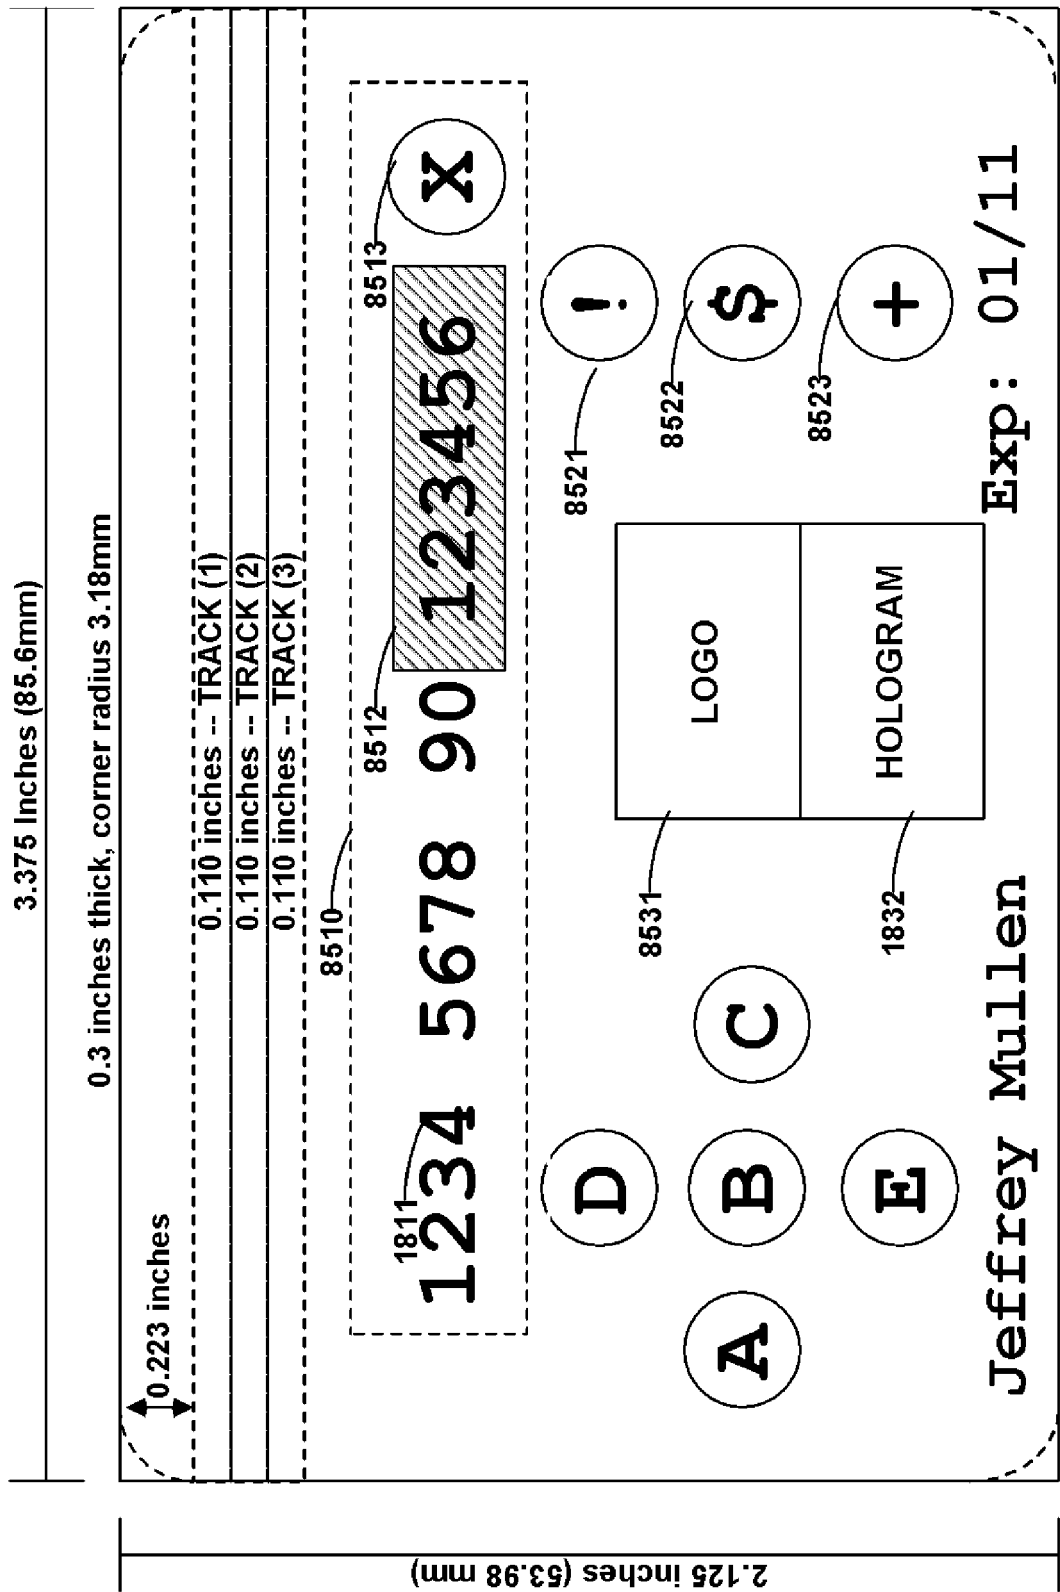 3.375 Inches (85.6mm)
0.3 inches thick, corner radius 3.18mm
0.223 inches
0.110 inches -- TRACK (1)
0.110 inches -- TRACK (2)
0.110 inches -- TRACK (3)
8510
1811
8512
8513
1234 5678 90 123456 X
D
A B C
E
8531
LOGO
1832
HOLOGRAM
8521
!
8522
$
8523
+
Jeffrey Mullen
Exp: 01/11
2.125 inches (53.98 mm)